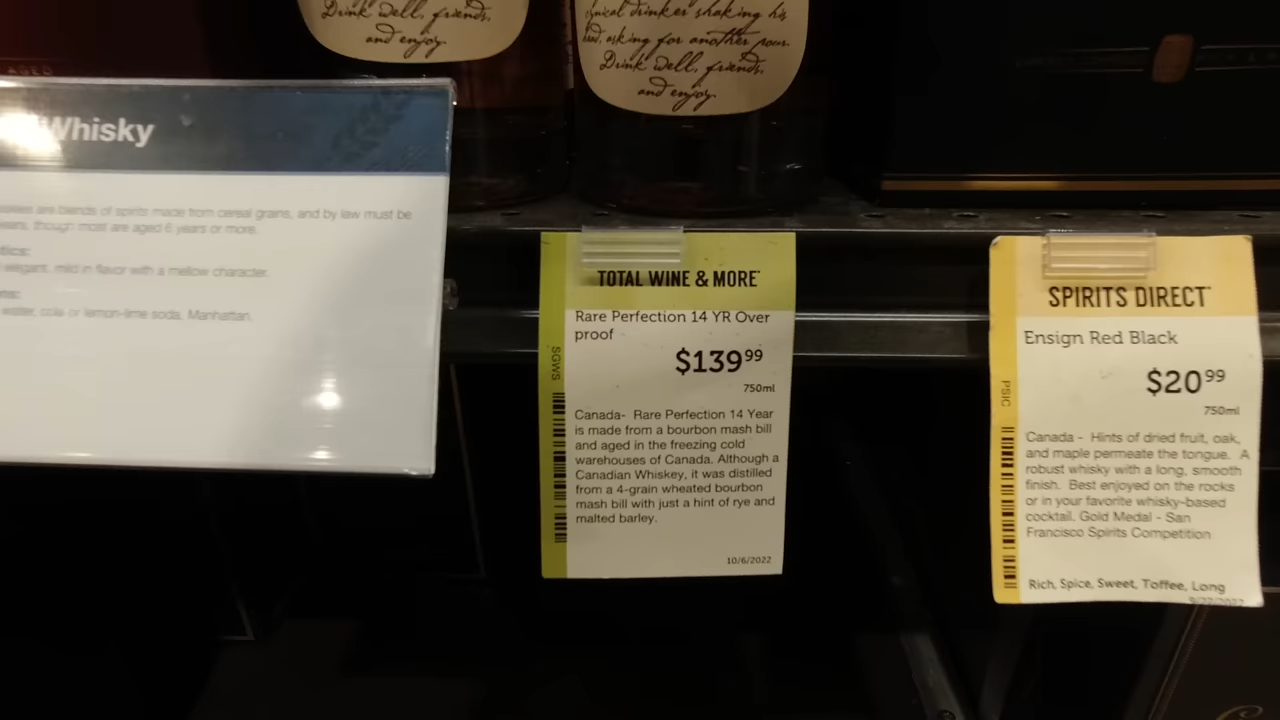 Drink well, friends,
and enjoy.
drinker shaking his
asking for another pour.
Drink well, friends,
and enjoy.
AGED
Whisky
are blends of spirits made from cereal grains, and by law must be
years, though most are aged 6 years or more.
elegant, mild in flavor with a mellow character.
water, cola or lemon-lime soda, Manhattan.
TOTAL WINE & MORE
Rare Perfection 14 YR Over
proof
$139.99
750ml
SGWS
Canada- Rare Perfection 14 Year
is made from a bourbon mash bill
and aged in the freezing cold
warehouses of Canada. Although a
Canadian Whiskey, it was distilled
from a 4-grain wheated bourbon
mash bill with just a hint of rye and
malted barley.
10/6/2022
SPIRITS DIRECT
Ensign Red Black
$20.99
750ml
PSIC
Canada - Hints of dried fruit, oak,
and maple permeate the tongue. A
robust whisky with a long, smooth
finish. Best enjoyed on the rocks
or in your favorite whisky-based
cocktail. Gold Medal - San
Francisco Spirits Competition
Rich, Spice, Sweet, Toffee, Long